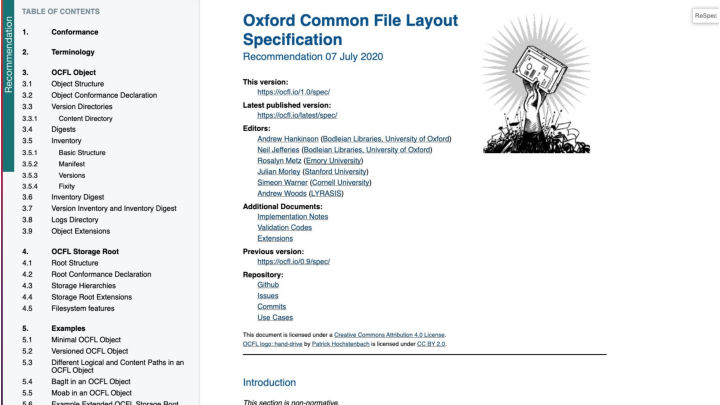 Recommendation
TABLE OF CONTENTS
1. Conformance
2. Terminology
3. OCFL Object
3.1 Object Structure
3.2 Object Conformance Declaration
3.3 Version Directories
3.3.1 Content Directory
3.4 Digests
3.5 Inventory
3.5.1 Basic Structure
3.5.2 Manifest
3.5.3 Versions
3.5.4 Fixity
3.6 Inventory Digest
3.7 Version Inventory and Inventory Digest
3.8 Logs Directory
3.9 Object Extensions
4. OCFL Storage Root
4.1 Root Structure
4.2 Root Conformance Declaration
4.3 Storage Hierarchies
4.4 Storage Root Extensions
4.5 Filesystem features
5. Examples
5.1 Minimal OCFL Object
5.2 Versioned OCFL Object
5.3 Different Logical and Content Paths in an
OCFL Object
5.4 BagIt in an OCFL Object
5.5 Moab in an OCFL Object
5.6 Example Extended OCFL Storage Root
Oxford Common File Layout
Specification
Recommendation 07 July 2020
This version:
https://ocfl.io/1.0/spec/
Latest published version:
https://ocfl.io/latest/spec/
Editors:
Andrew Hankinson (Bodleian Libraries, University of Oxford)
Neil Jefferies (Bodleian Libraries, University of Oxford)
Rosalyn Metz (Emory University)
Julian Morley (Stanford University)
Simeon Warner (Cornell University)
Andrew Woods (LYRASIS)
Additional Documents:
Implementation Notes
Validation Codes
Extensions
Previous version:
https://ocfl.io/0.9/spec/
Repository:
Github
Issues
Commits
Use Cases
This document is licensed under a Creative Commons Attribution 4.0 License.
OCFL logo: hand-drive by Patrick Hochstenbach is licensed under CC BY 2.0.
Introduction
This section is non-normative.
ReSpec